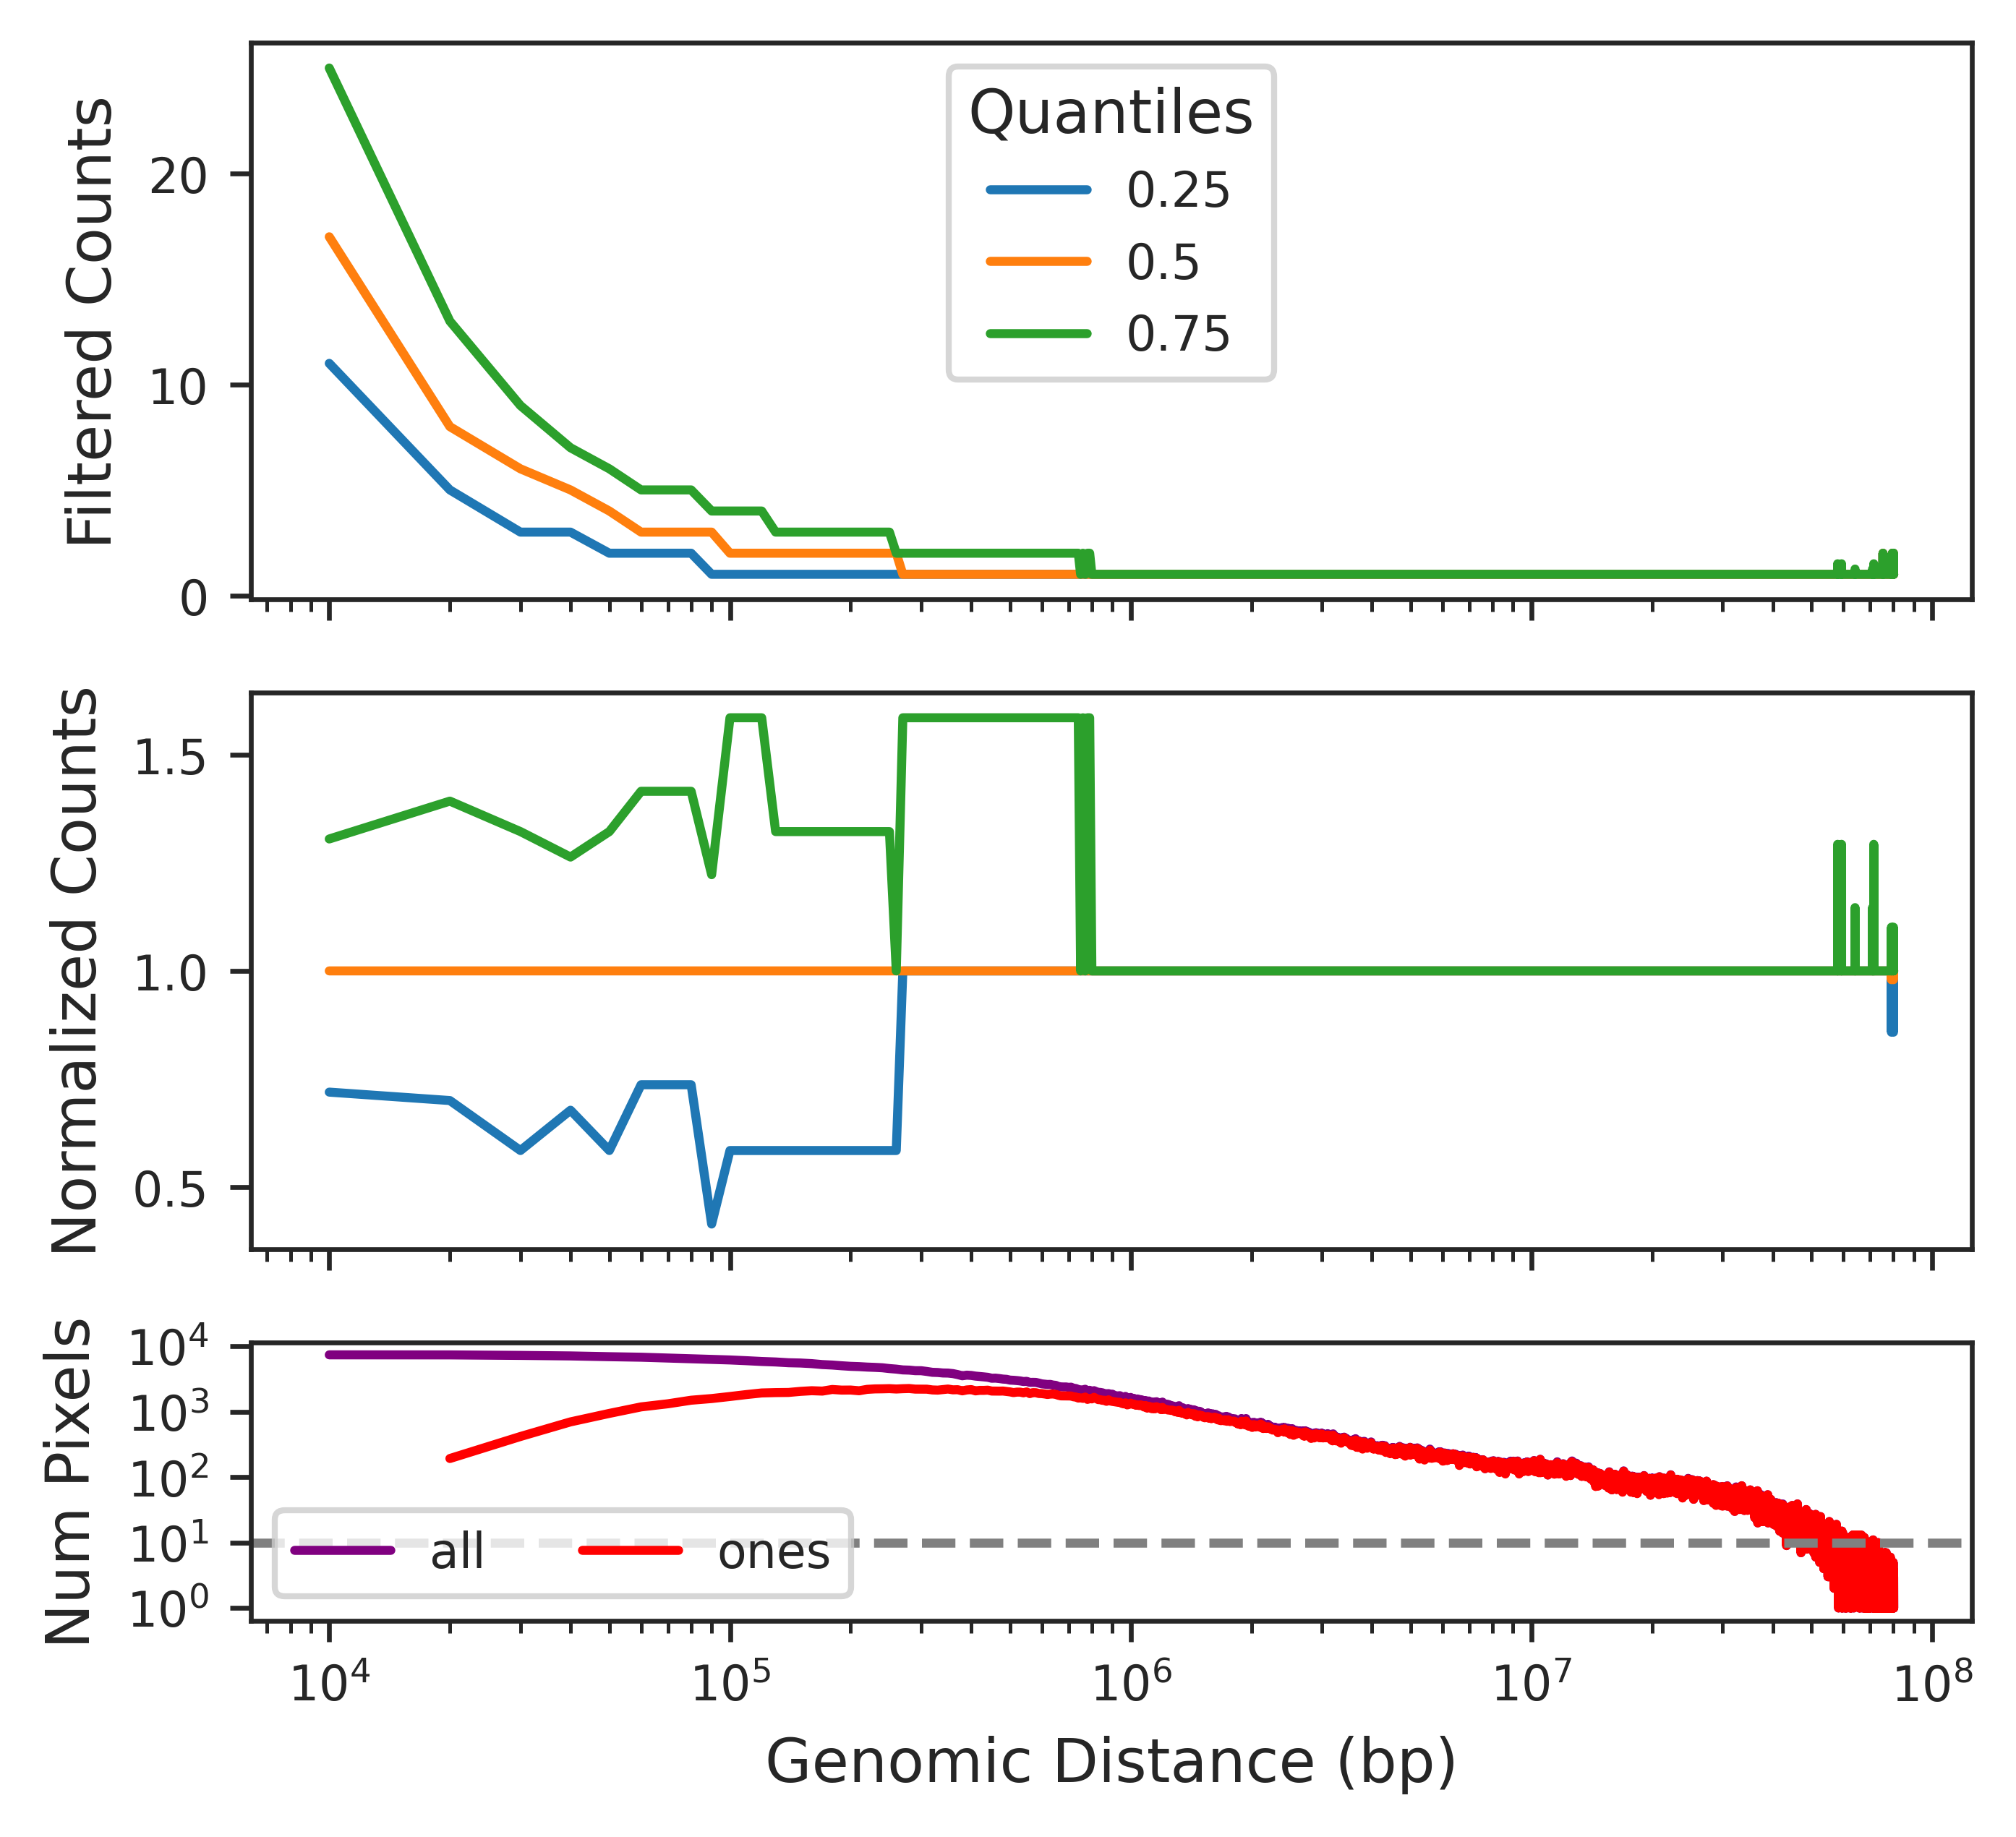 Filtered Counts
20
10
0
Quantiles
0.25
0.5
0.75
Normalized Counts
1.5
1.0
0.5
Num Pixels
10⁴
10³
10²
10¹
10⁰
all ones
10⁴ 10⁵ 10⁶ 10⁷ 10⁸
Genomic Distance (bp)